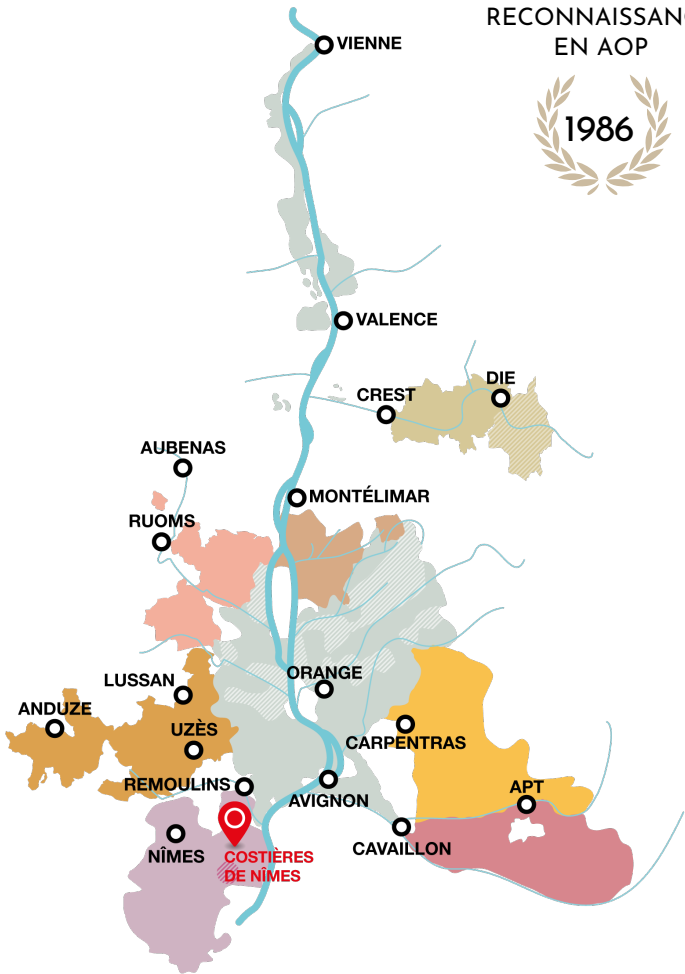 RECONNAISSAN
EN AOP
1986
VIENNE
VALENCE
DIE
CREST
AUBENAS
MONTÉLIMAR
RUOMS
ORANGE
LUSSAN
ANDUZE
UZÈS
CARPENTRAS
REMOULINS
AVIGNON
APT
CAVAILLON
NÎMES
COSTIÈRES
DE NÎMES